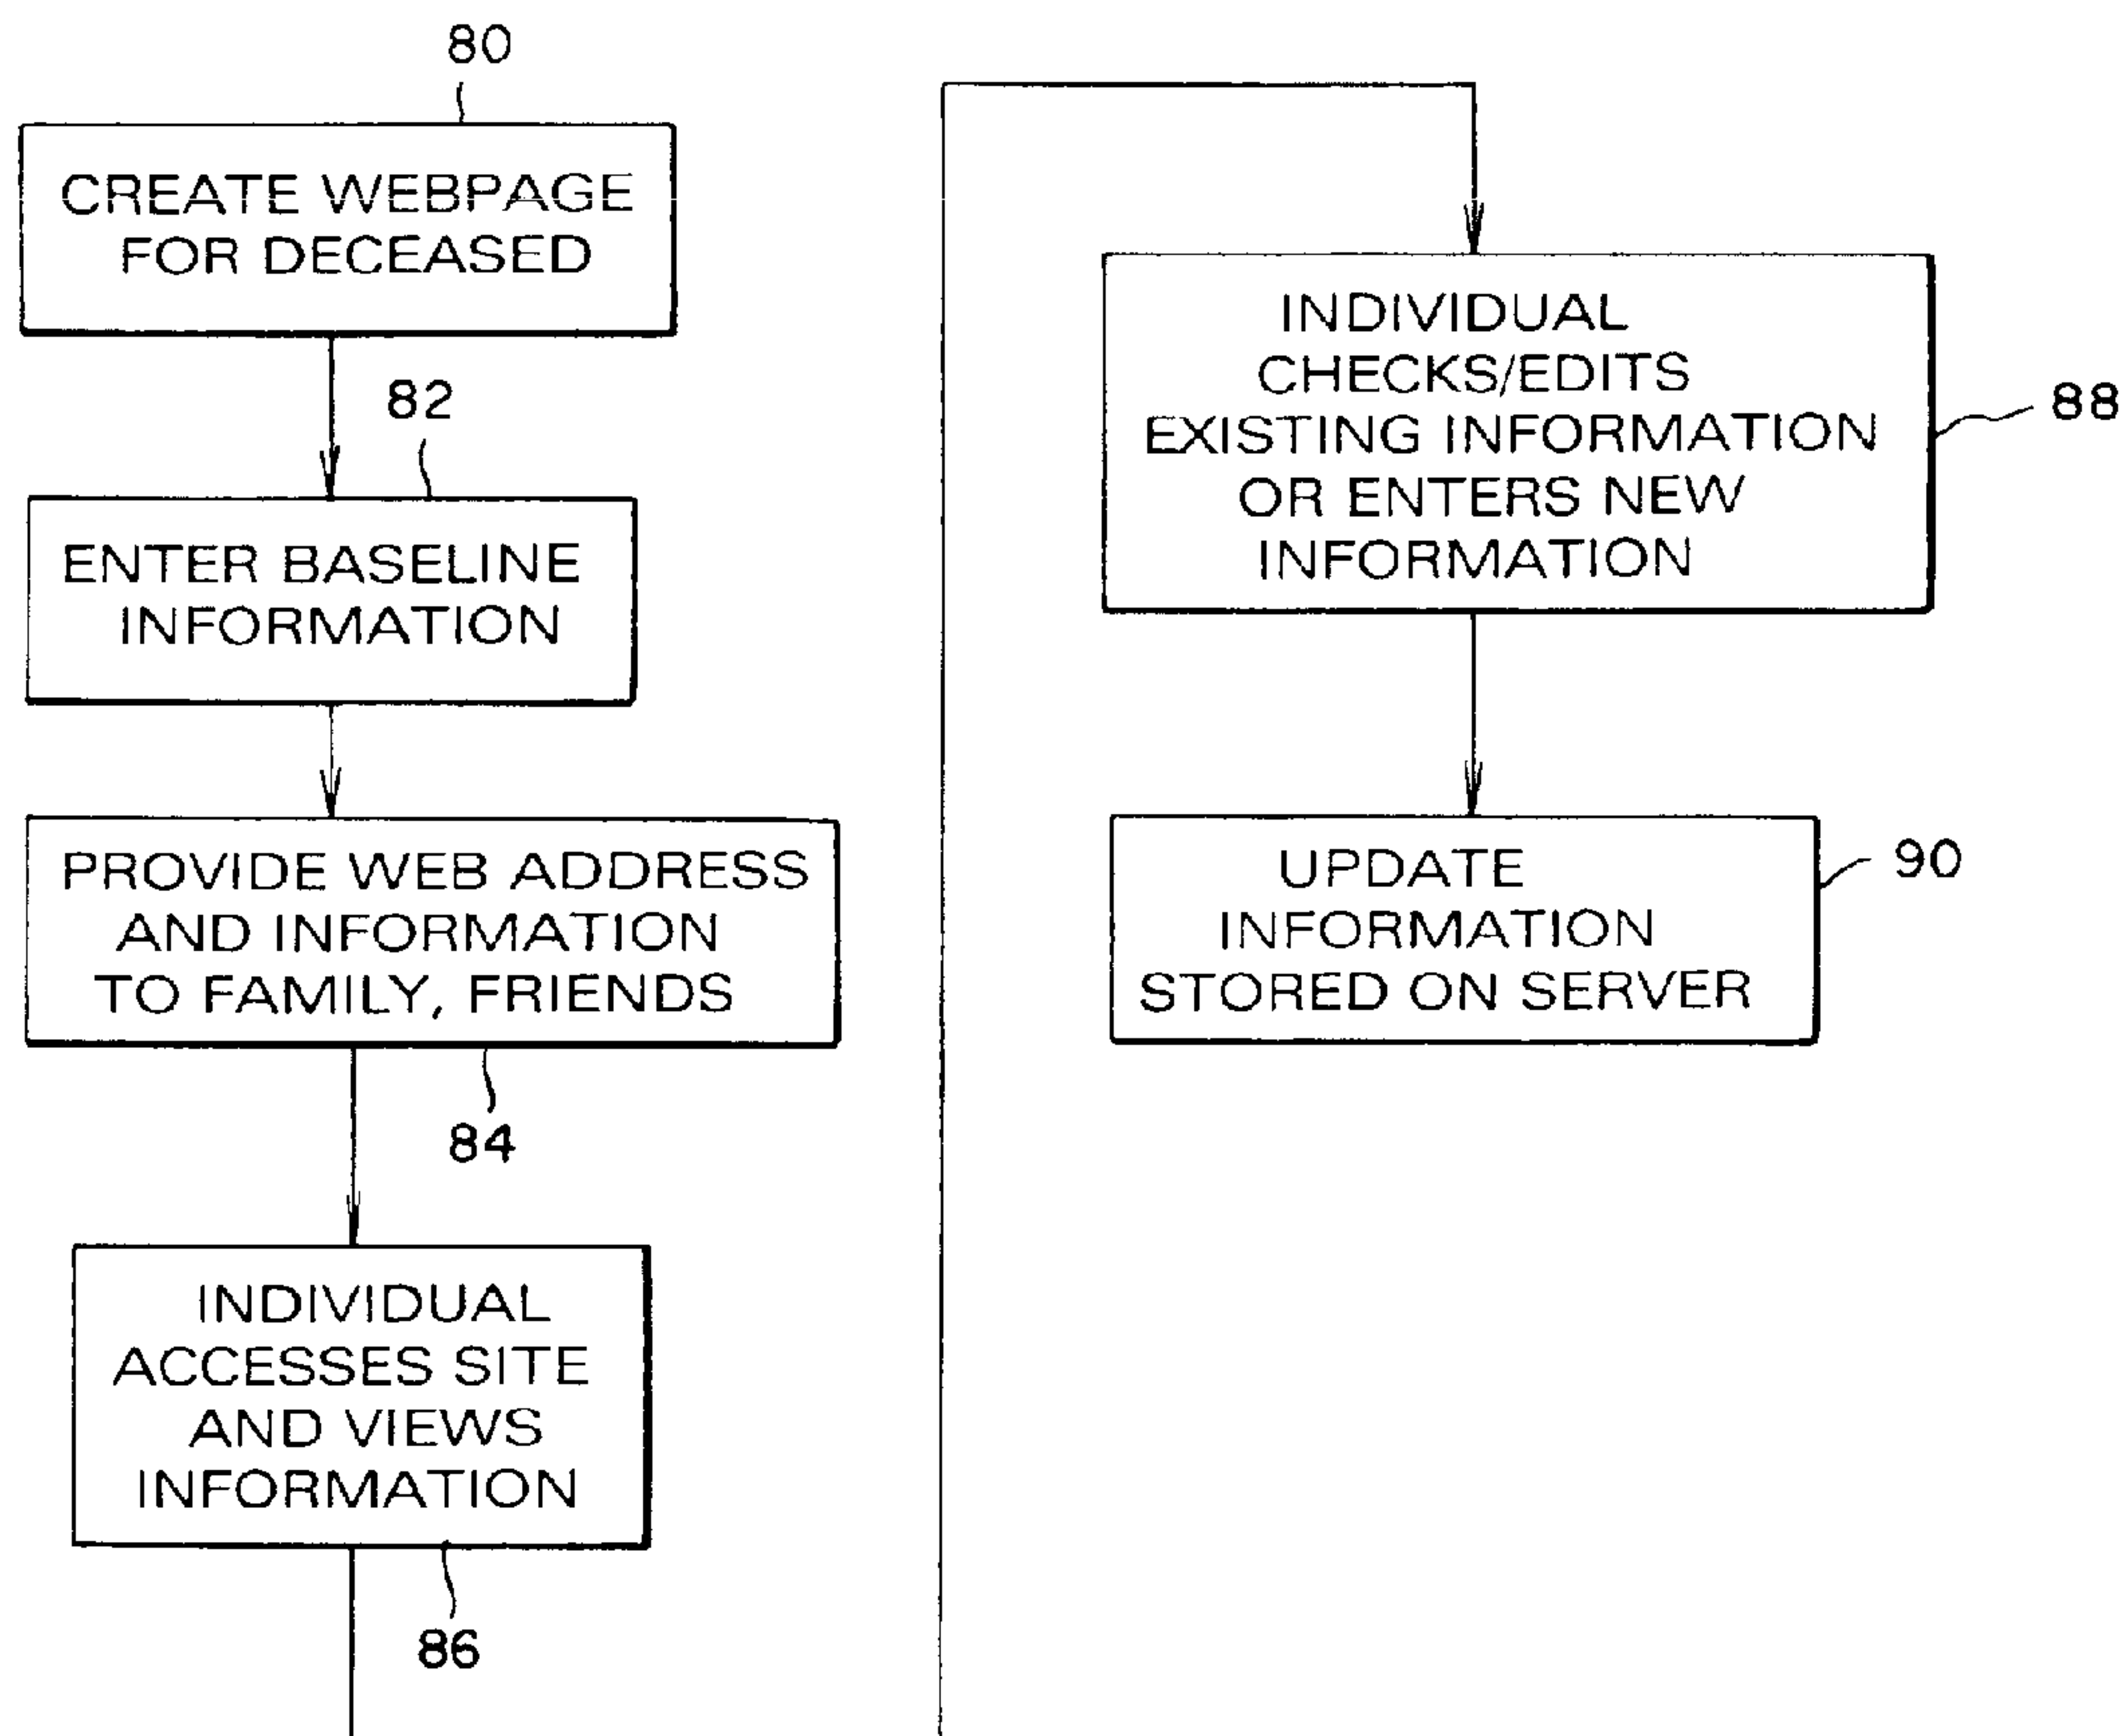 80
CREATE WEBPAGE
FOR DECEASED
82
ENTER BASELINE
INFORMATION
PROVIDE WEB ADDRESS
AND INFORMATION
TO FAMILY, FRIENDS
84
INDIVIDUAL
ACCESSES SITE
AND VIEWS
INFORMATION
86
INDIVIDUAL
CHECKS/EDITS
EXISTING INFORMATION
OR ENTERS NEW
INFORMATION
88
UPDATE
INFORMATION
STORED ON SERVER
90